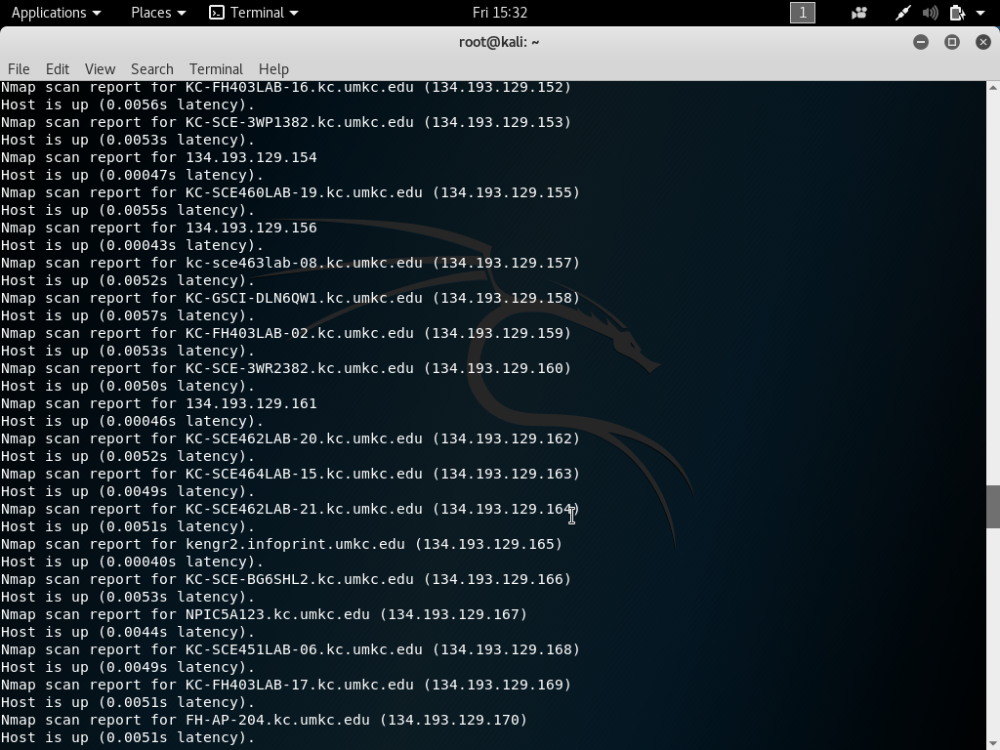 Applications Places Terminal Fri 15:32 1
root@kali: ~
File Edit View Search Terminal Help
Nmap scan report for KC-FH403LAB-16.kc.umkc.edu (134.193.129.152)
Host is up (0.0056s latency).
Nmap scan report for KC-SCE-3WP1382.kc.umkc.edu (134.193.129.153)
Host is up (0.0053s latency).
Nmap scan report for 134.193.129.154
Host is up (0.00047s latency).
Nmap scan report for KC-SCE460LAB-19.kc.umkc.edu (134.193.129.155)
Host is up (0.0055s latency).
Nmap scan report for 134.193.129.156
Host is up (0.00043s latency).
Nmap scan report for kc-sce463lab-08.kc.umkc.edu (134.193.129.157)
Host is up (0.0052s latency).
Nmap scan report for KC-GSCI-DLN6QW1.kc.umkc.edu (134.193.129.158)
Host is up (0.0057s latency).
Nmap scan report for KC-FH403LAB-02.kc.umkc.edu (134.193.129.159)
Host is up (0.0053s latency).
Nmap scan report for KC-SCE-3WR2382.kc.umkc.edu (134.193.129.160)
Host is up (0.0050s latency).
Nmap scan report for 134.193.129.161
Host is up (0.00046s latency).
Nmap scan report for KC-SCE462LAB-20.kc.umkc.edu (134.193.129.162)
Host is up (0.0052s latency).
Nmap scan report for KC-SCE464LAB-15.kc.umkc.edu (134.193.129.163)
Host is up (0.0049s latency).
Nmap scan report for KC-SCE462LAB-21.kc.umkc.edu (134.193.129.164)
Host is up (0.0051s latency).
Nmap scan report for kengr2.infoprint.umkc.edu (134.193.129.165)
Host is up (0.00040s latency).
Nmap scan report for KC-SCE-BG6SHL2.kc.umkc.edu (134.193.129.166)
Host is up (0.0053s latency).
Nmap scan report for NPIC5A123.kc.umkc.edu (134.193.129.167)
Host is up (0.0044s latency).
Nmap scan report for KC-SCE451LAB-06.kc.umkc.edu (134.193.129.168)
Host is up (0.0049s latency).
Nmap scan report for KC-FH403LAB-17.kc.umkc.edu (134.193.129.169)
Host is up (0.0051s latency).
Nmap scan report for FH-AP-204.kc.umkc.edu (134.193.129.170)
Host is up (0.0051s latency).